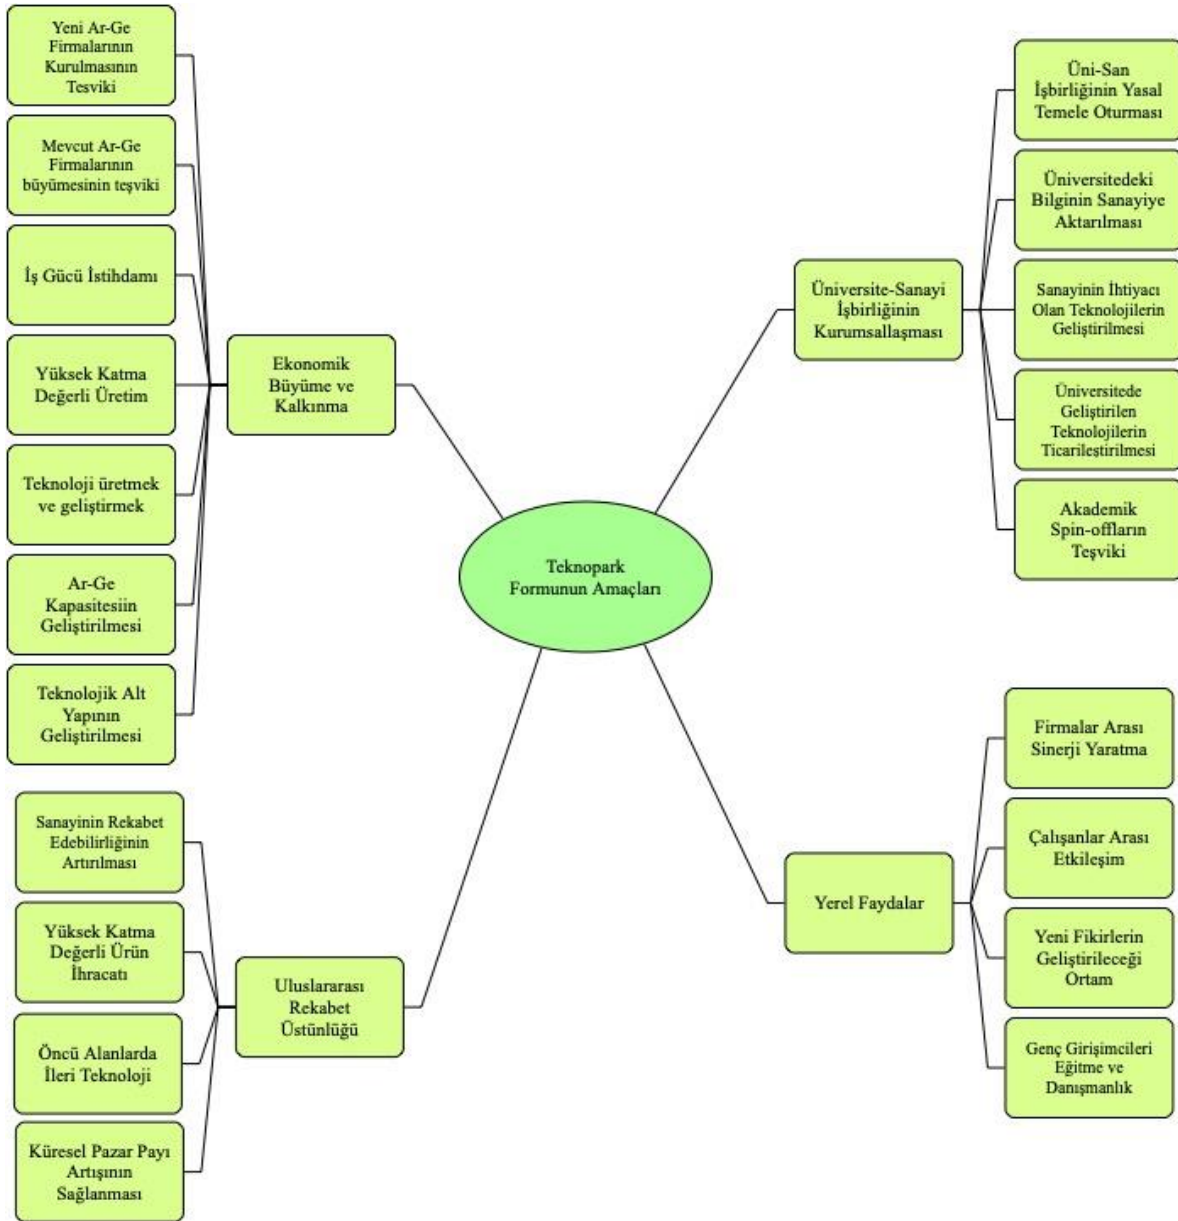 Yeni Ar-Ge
Firmalarının
Kurulmasının
Tesviki
Mevcut Ar-Ge
Firmalarının
büyümesinin teşviki
İş Gücü İstihdamı
Yüksek Katma
Değerli Üretim
Teknoloji üretmek
ve geliştirmek
Ar-Ge
Kapasitesiin
Geliştirilmesi
Teknolojik Alt
Yapının
Geliştirilmesi
Ekonomik
Büyüme ve
Kalkınma
Sanayinin Rekabet
Edebilirliğinin
Artırılması
Yüksek Katma
Değerli Ürün
İhracatı
Öncü Alanlarda
İleri Teknoloji
Küresel Pazar Payı
Artışının
Sağlanması
Uluslararası
Rekabet
Üstünlüğü
Teknopark
Formunun Amaçları
Üniversite-Sanayi
İşbirliğinin
Kurumsallaşması
Üni-San
İşbirliğinin Yasal
Temele Oturması
Üniversitedeki
Bilginin Sanayiye
Aktarılması
Sanayinin İhtiyacı
Olan Teknolojilerin
Geliştirilmesi
Üniversitede
Geliştirilen
Teknolojilerin
Ticarileştirilmesi
Akademik
Spin-offların
Teşviki
Yerel Faydalar
Firmalar Arası
Sinerji Yaratma
Çalışanlar Arası
Etkileşim
Yeni Fikirlerin
Geliştirileceği
Ortam
Genç Girişimcileri
Eğitme ve
Danışmanlık